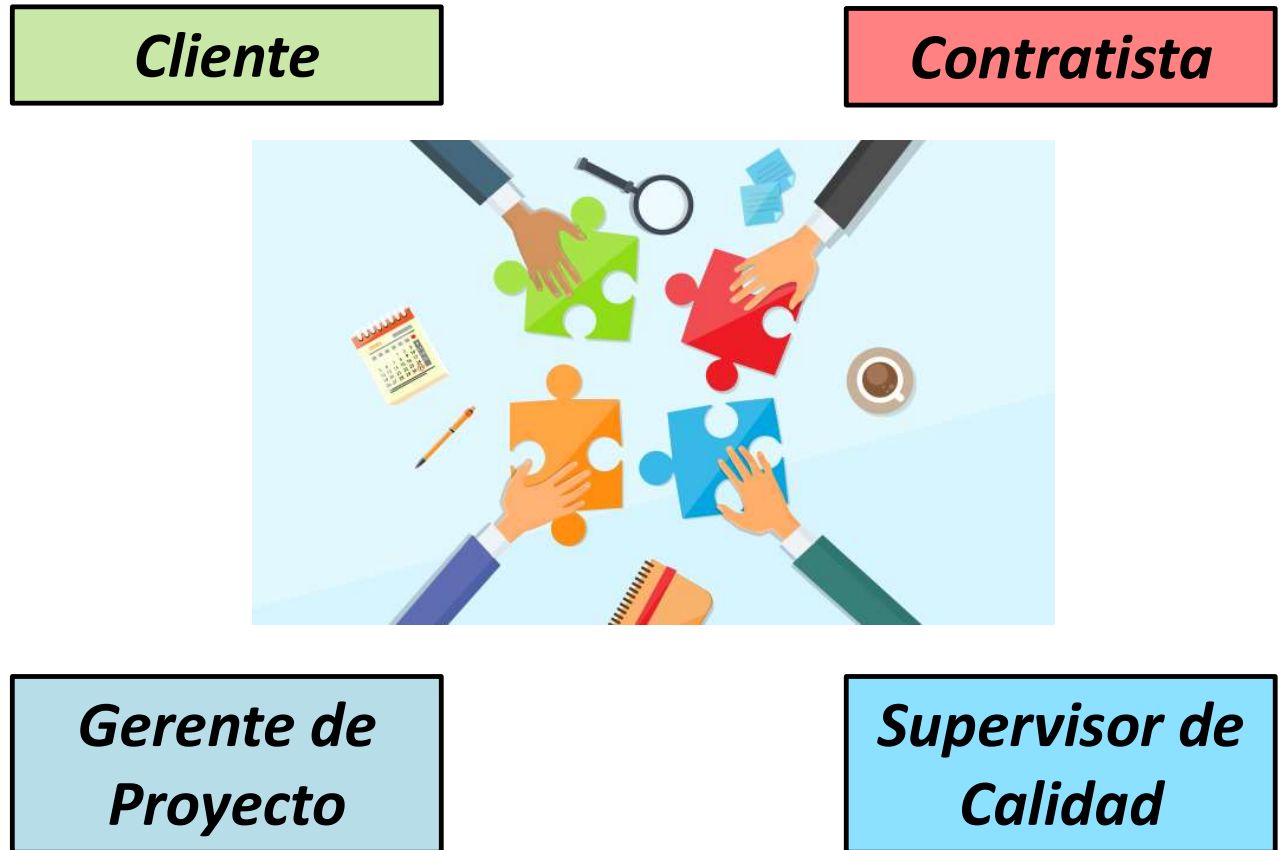 Cliente
Contratista
Gerente de
Proyecto
Supervisor de
Calidad